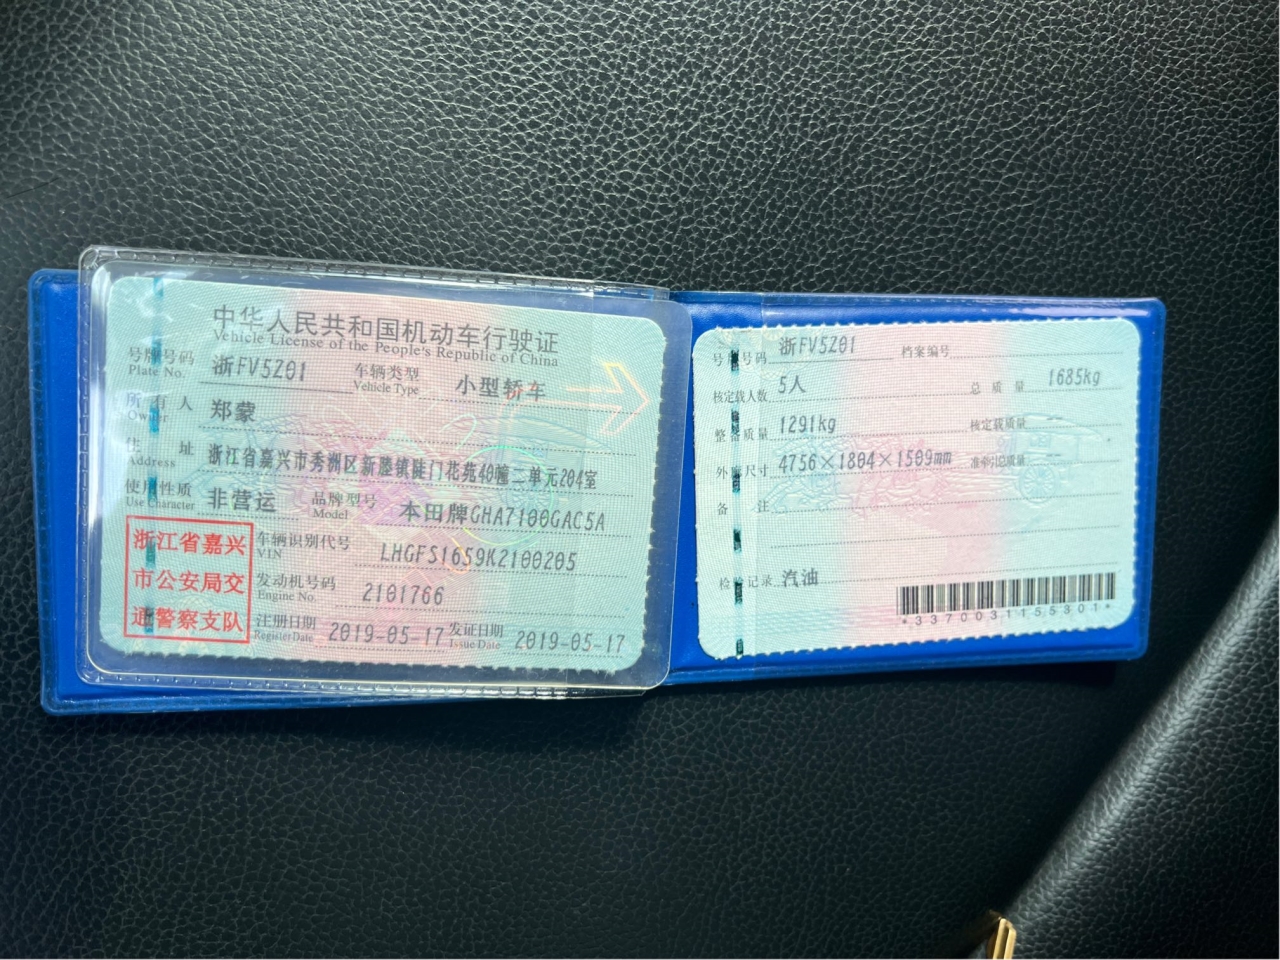 中华人民共和国机动车行驶证
Vehicle License of the People's Republic of China
号牌号码 浙FV5Z01 车辆类型 小型轿车
Plate No. Vehicle Type
所有人 郑蒙
Owner
住址 浙江省嘉兴市秀洲区新塍镇陡门花苑40幢二单元204室
Address
使用性质 非营运 品牌型号 本田牌GHA7100GAC5A
Use Character Model
浙江省嘉兴
市公安局交
通警察支队
车辆识别代号 LHGFS1659K2100205
VIN
发动机号码 2101766
Engine No.
注册日期 2019-05-17 发证日期 2019-05-17
Register Date Issue Date
号牌号码 浙FV5Z01 档案编号
核定载人数 5人 总质量 1685kg
整备质量 1291kg 核定载质量 --
外廓尺寸 4756×1804×1509mm 准牵引总质量 --
备注
检验记录 汽油
*3370031155301*